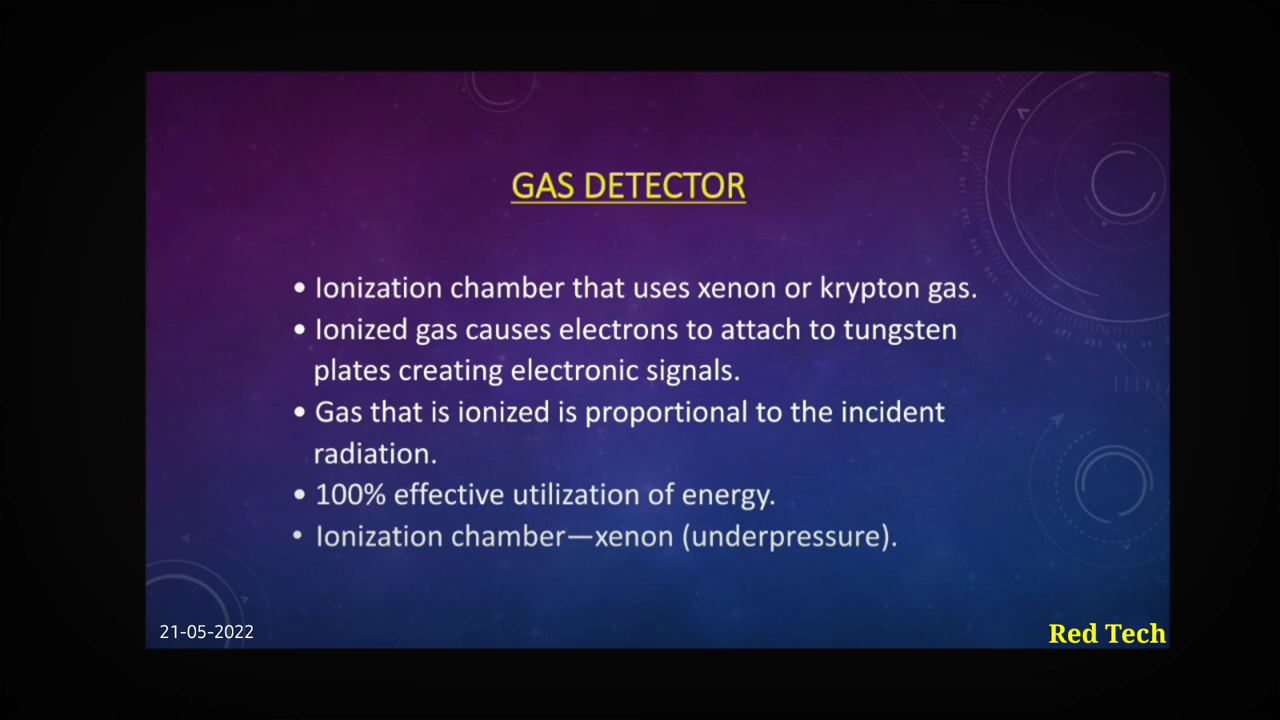 GAS DETECTOR
• Ionization chamber that uses xenon or krypton gas.
• Ionized gas causes electrons to attach to tungsten
plates creating electronic signals.
• Gas that is ionized is proportional to the incident
radiation.
• 100% effective utilization of energy.
• Ionization chamber—xenon (underpressure).
21-05-2022
Red Tech